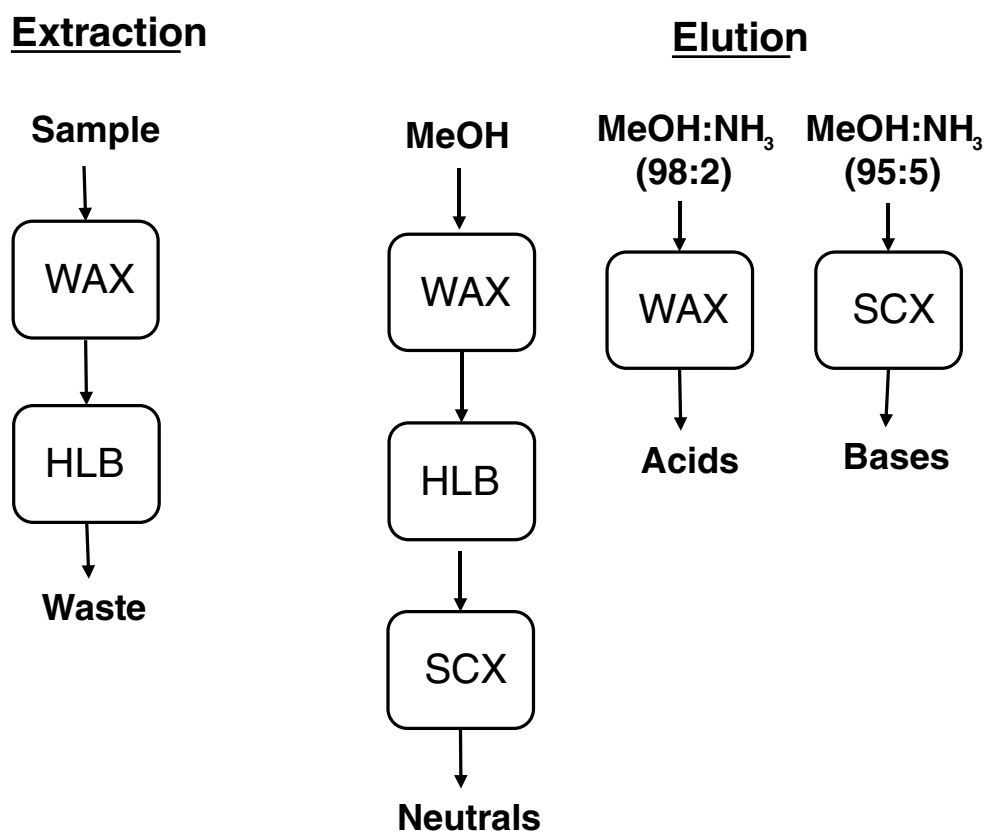 Extraction
Sample
WAX
HLB
Waste
Elution
MeOH
WAX
HLB
SCX
Neutrals
MeOH:NH₃
(98:2)
WAX
Acids
MeOH:NH₃
(95:5)
SCX
Bases